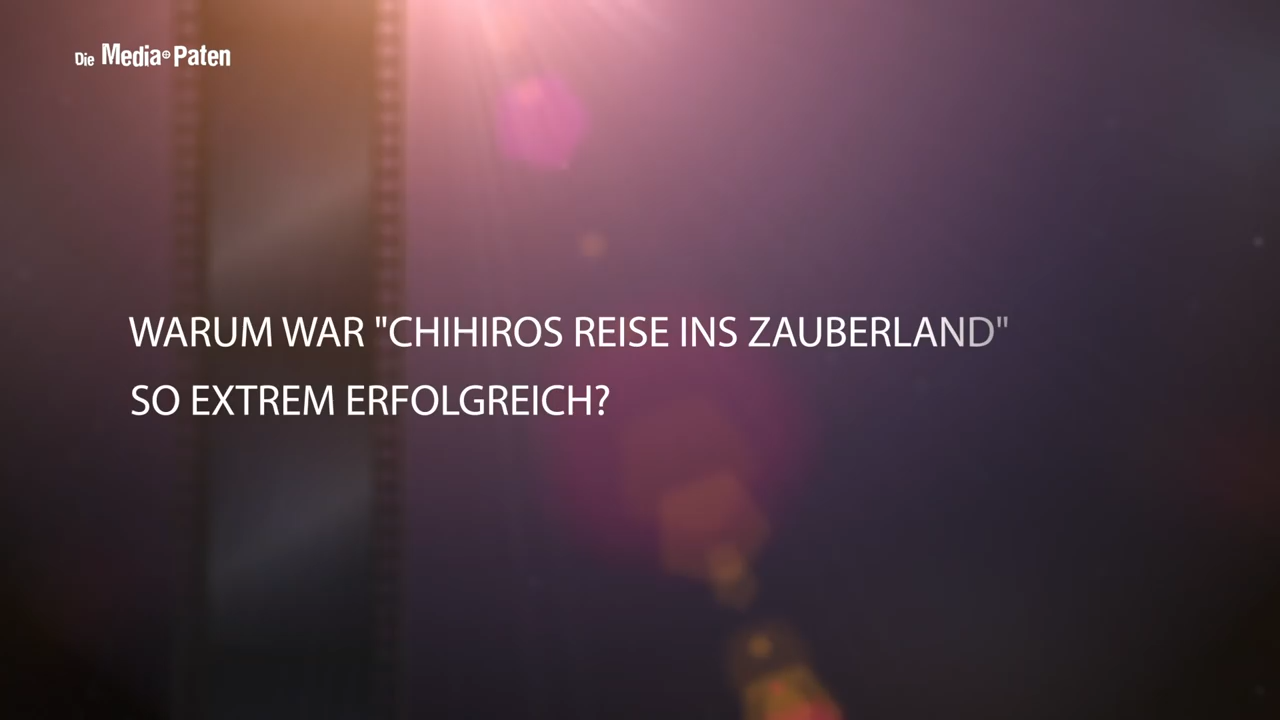 Die Media Paten
WARUM WAR "CHIHIROS REISE INS ZAUBERLAND"
SO EXTREM ERFOLGREICH?